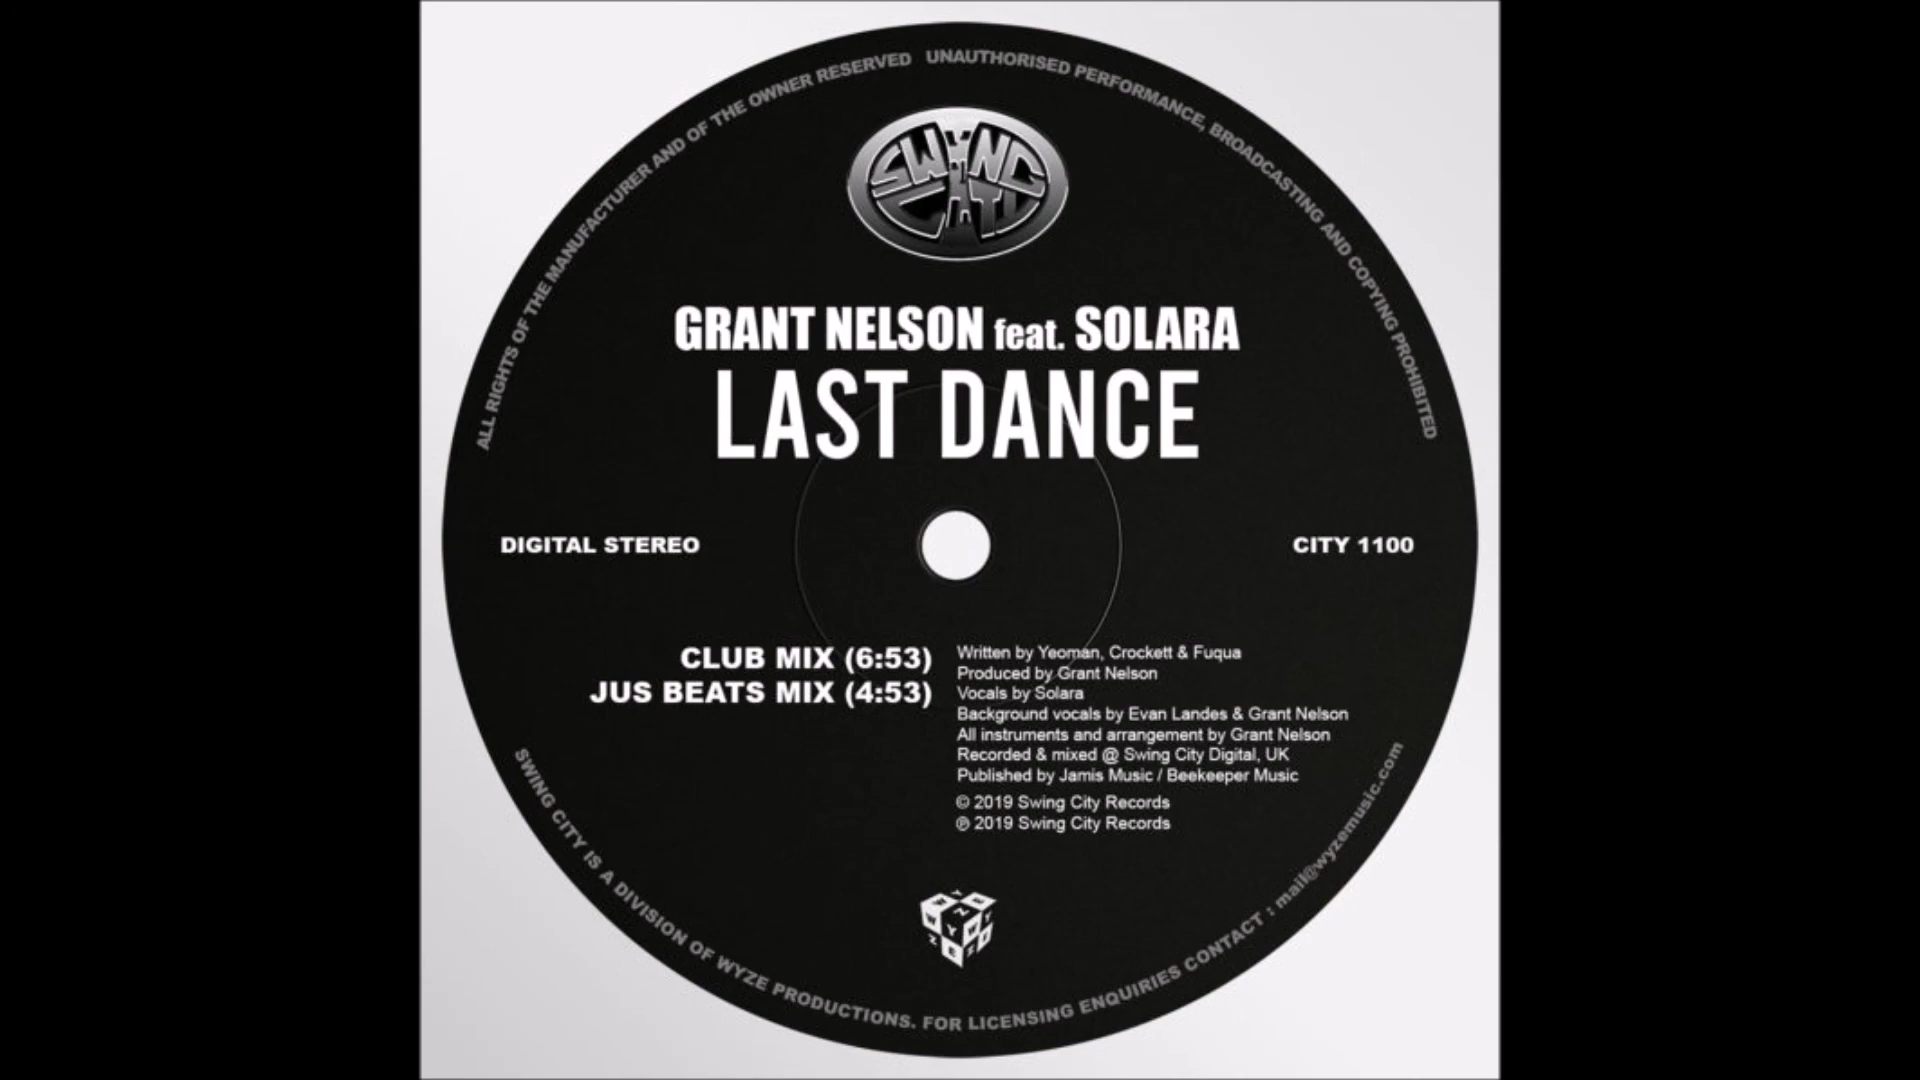 ALL RIGHTS OF THE MANUFACTURER AND OF THE OWNER RESERVED UNAUTHORISED PERFORMANCE, BROADCASTING AND COPYING PROHIBITED
SWING
CITY
GRANT NELSON feat. SOLARA
LAST DANCE
DIGITAL STEREO
CITY 1100
CLUB MIX (6:53)
JUS BEATS MIX (4:53)
Written by Yeoman, Crockett & Fuqua
Produced by Grant Nelson
Vocals by Solara
Background vocals by Evan Landes & Grant Nelson
All instruments and arrangement by Grant Nelson
Recorded & mixed @ Swing City Digital, UK
Published by Jamis Music / Beekeeper Music
© 2019 Swing City Records
℗ 2019 Swing City Records
SWING CITY IS A DIVISION OF WYZE PRODUCTIONS. FOR LICENSING ENQUIRIES CONTACT : mail@wyzemusic.com